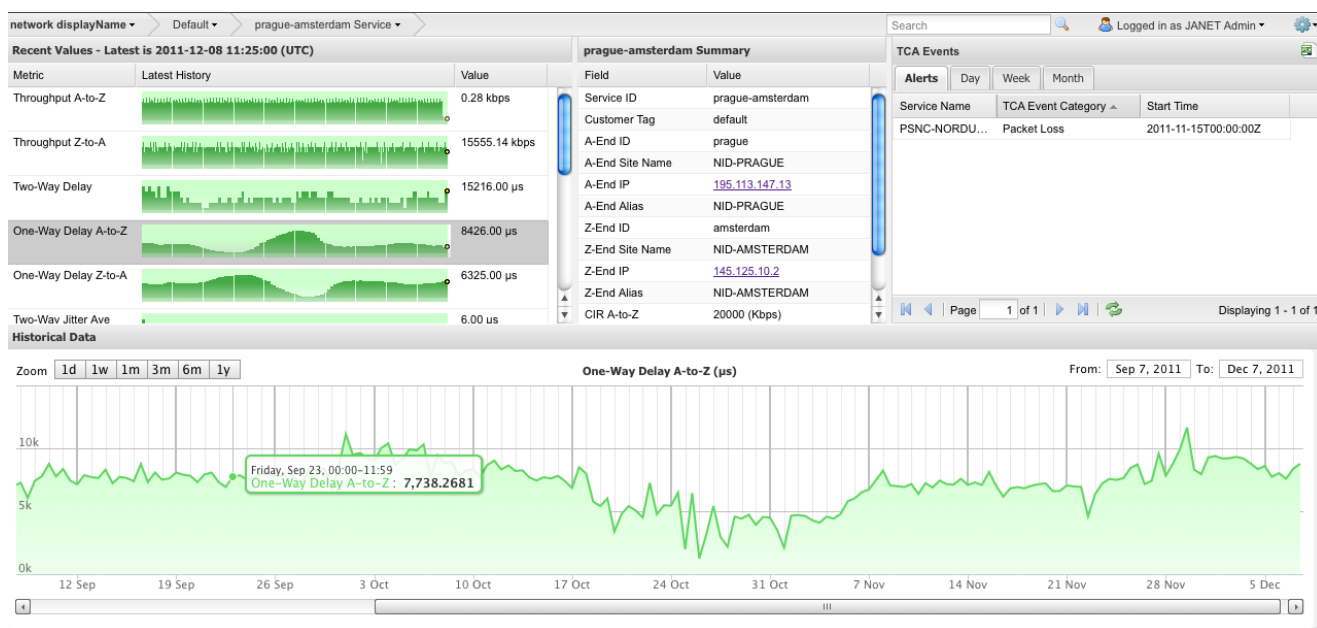 network displayName Default prague-amsterdam Service Search Logged in as JANET Admin
Recent Values - Latest is 2011-12-08 11:25:00 (UTC)
Metric Latest History Value
Throughput A-to-Z 0.28 kbps
Throughput Z-to-A 15555.14 kbps
Two-Way Delay 15216.00 µs
One-Way Delay A-to-Z 8426.00 µs
One-Way Delay Z-to-A 6325.00 µs
Two-Way Jitter Ave 6.00 us
prague-amsterdam Summary
Field Value
Service ID prague-amsterdam
Customer Tag default
A-End ID prague
A-End Site Name NID-PRAGUE
A-End IP 195.113.147.13
A-End Alias NID-PRAGUE
Z-End ID amsterdam
Z-End Site Name NID-AMSTERDAM
Z-End IP 145.125.10.2
Z-End Alias NID-AMSTERDAM
CIR A-to-Z 20000 (Kbps)
TCA Events
Alerts Day Week Month
Service Name TCA Event Category Start Time
PSNC-NORDU... Packet Loss 2011-11-15T00:00:00Z
Page 1 of 1 Displaying 1 - 1 of 1
Historical Data
Zoom 1d 1w 1m 3m 6m 1y One-Way Delay A-to-Z (µs) From: Sep 7, 2011 To: Dec 7, 2011
10k
Friday, Sep 23, 00:00-11:59
One-Way Delay A-to-Z : 7,738.2681
5k
0k
12 Sep 19 Sep 26 Sep 3 Oct 10 Oct 17 Oct 24 Oct 31 Oct 7 Nov 14 Nov 21 Nov 28 Nov 5 Dec